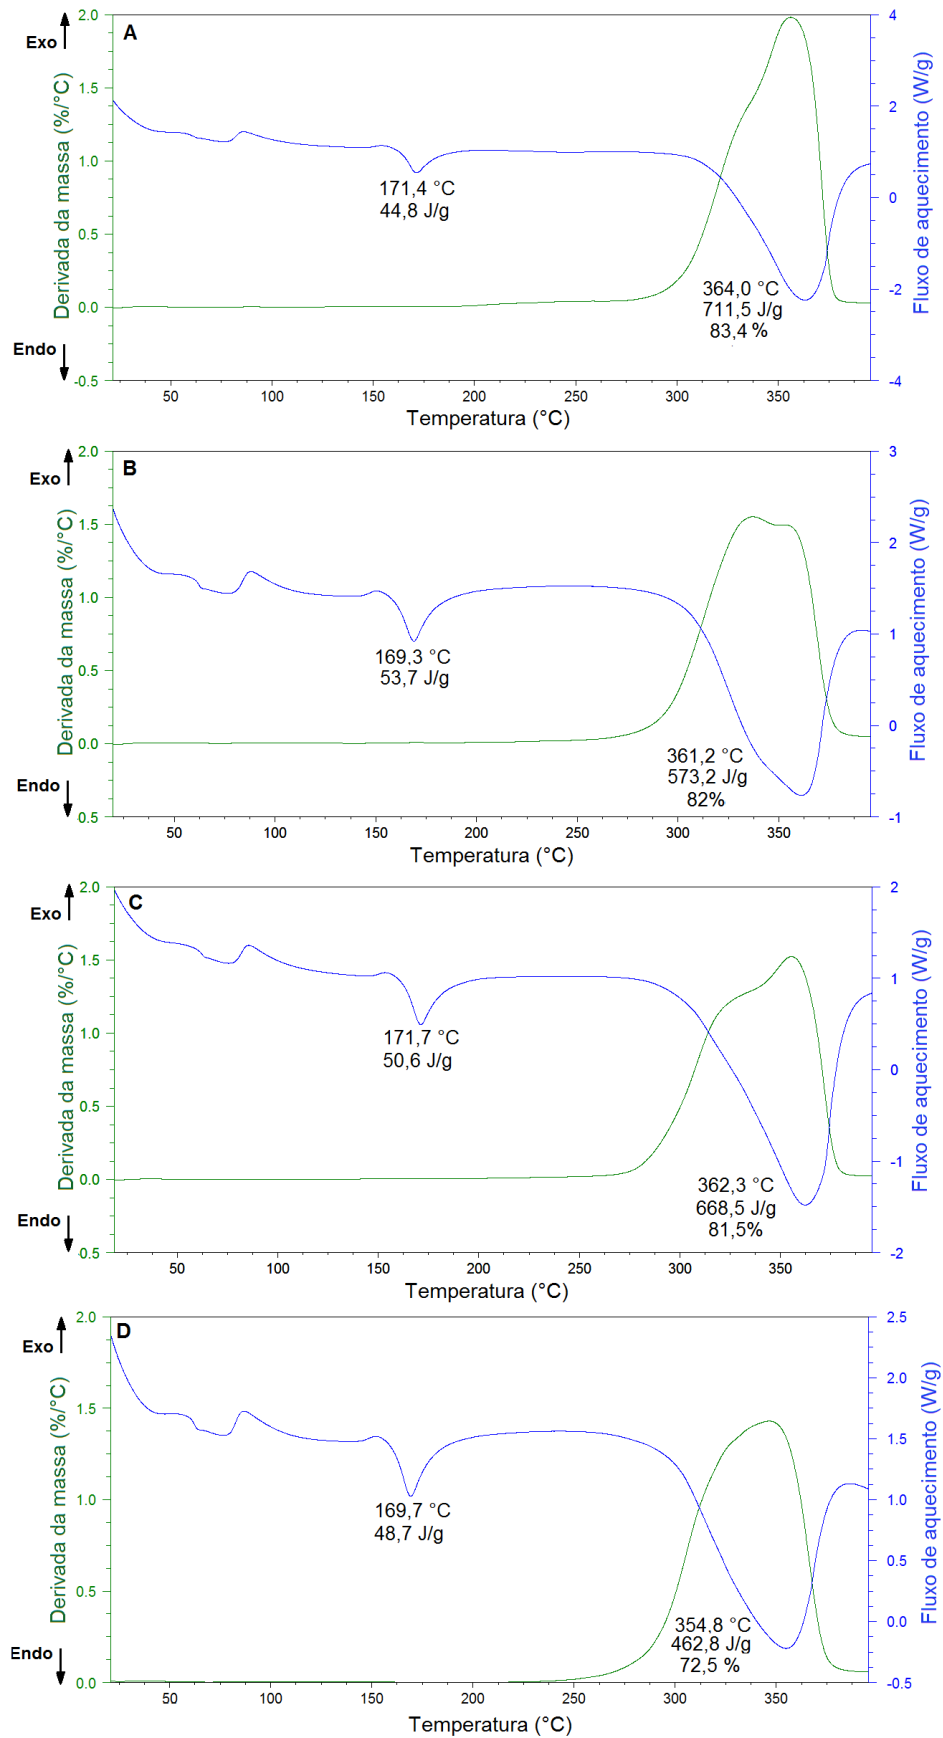 A
Exo
Derivada da massa (%/°C)
2.0
1.5
1.0
0.5
0.0
-0.5
Endo
171,4 °C
44,8 J/g
364,0 °C
711,5 J/g
83,4 %
4
2
0
-2
-4
Fluxo de aquecimento (W/g)
50 100 150 200 250 300 350
Temperatura (°C)
B
Exo
Derivada da massa (%/°C)
2.0
1.5
1.0
0.5
0.0
0.5
Endo
169,3 °C
53,7 J/g
361,2 °C
573,2 J/g
82%
3
2
1
0
-1
Fluxo de aquecimento (W/g)
50 100 150 200 250 300 350
Temperatura (°C)
C
Exo
Derivada da massa (%/°C)
2.0
1.5
1.0
0.5
0.0
-0.5
Endo
171,7 °C
50,6 J/g
362,3 °C
668,5 J/g
81,5%
2
1
0
-1
-2
Fluxo de aquecimento (W/g)
50 100 150 200 250 300 350
Temperatura (°C)
D
Exo
Derivada da massa (%/°C)
2.0
1.5
1.0
0.5
0.0
Endo
169,7 °C
48,7 J/g
354,8 °C
462,8 J/g
72,5 %
2.5
2.0
1.5
1.0
0.5
0.0
-0.5
Fluxo de aquecimento (W/g)
50 100 150 200 250 300 350
Temperatura (°C)